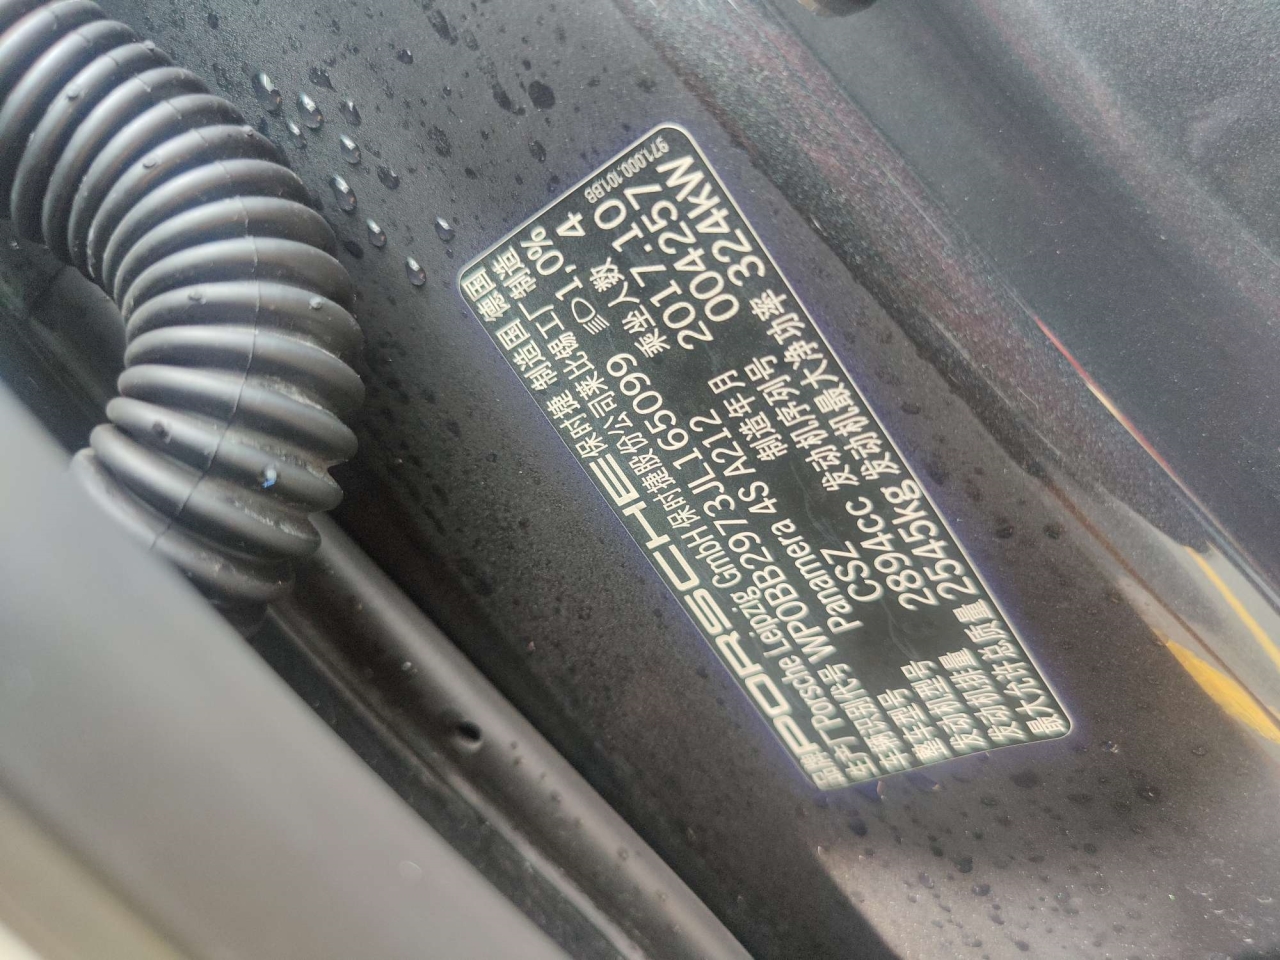 品牌 PORSCHE 保时捷 制造国 德国
生产厂 Porsche Leipzig GmbH 保时捷股份公司莱比锡工厂制造
车辆识别代号 WP0BB2973JL165099 1,0%
整车型号 Panamera 4S A212 乘坐人数 4
发动机型号 CSZ 制造年月 2017.10
发动机排量 2894cc 发动机序列号 004257
最大允许总质量 2545kg 发动机最大净功率 324kW
971.000.101.BB